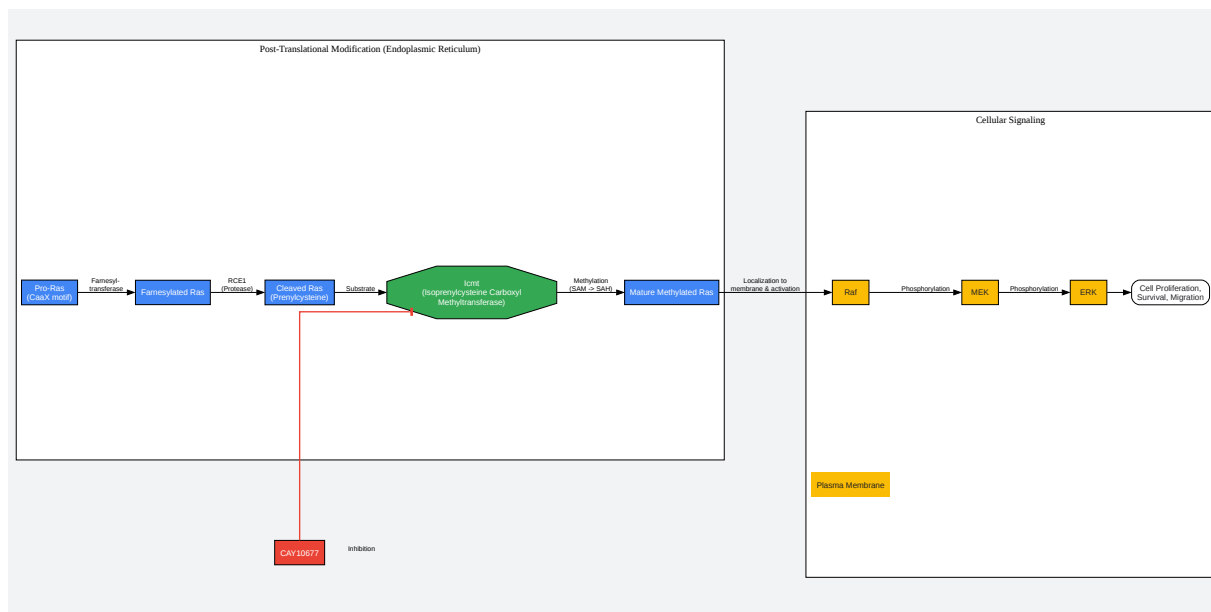 Post-Translational Modification (Endoplasmic Reticulum)
Pro-Ras
(CaaX motif)
Farnesyl-
transferase
Farnesylated Ras
RCE1
(Protease)
Cleaved Ras
(Prenylcysteine)
Substrate
Icmt
(Isoprenylcysteine Carboxyl
Methyltransferase)
Methylation
(SAM -> SAH)
Mature Methylated Ras
Localization to
membrane & activation
Cellular Signaling
Raf
Phosphorylation
MEK
Phosphorylation
ERK
Cell Proliferation,
Survival, Migration
Plasma Membrane
CAY10677
Inhibition